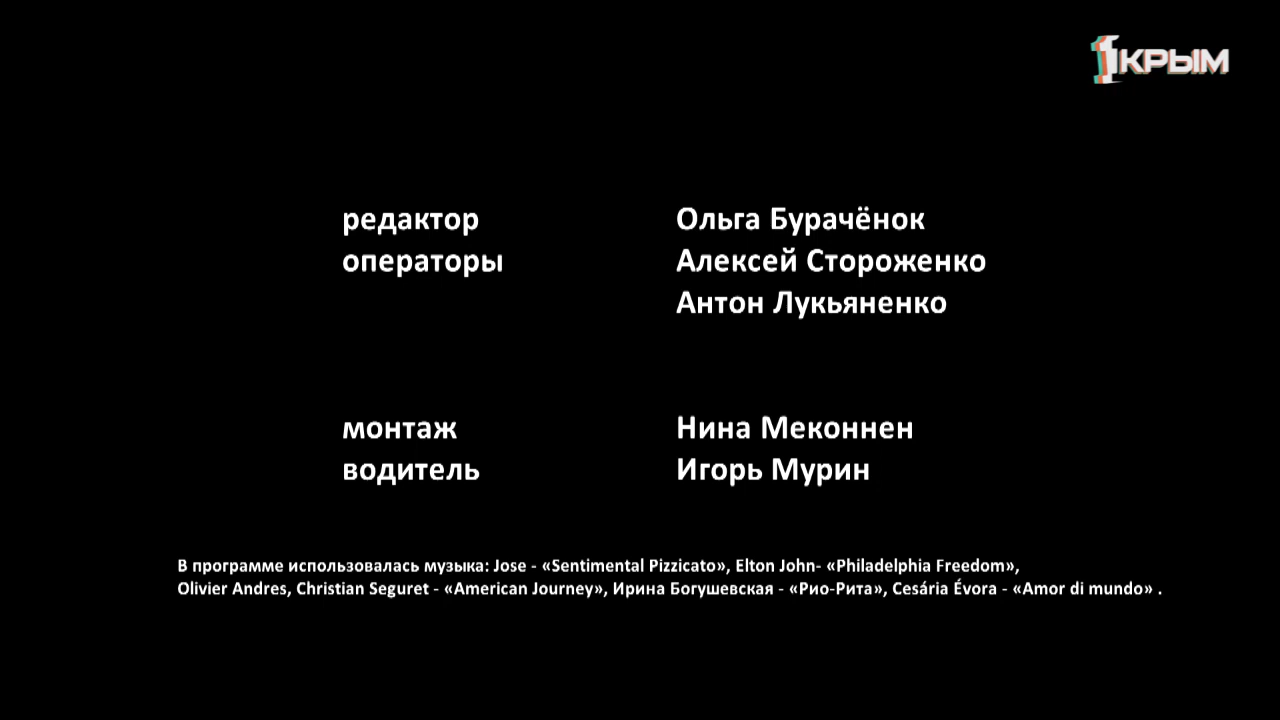 1КРЫМ
редактор Ольга Бурачёнок
операторы Алексей Стороженко
Антон Лукьяненко
монтаж Нина Меконнен
водитель Игорь Мурин
В программе использовалась музыка: Jose - «Sentimental Pizzicato», Elton John- «Philadelphia Freedom»,
Olivier Andres, Christian Seguret - «American Journey», Ирина Богушевская - «Рио-Рита», Cesária Évora - «Amor di mundo» .